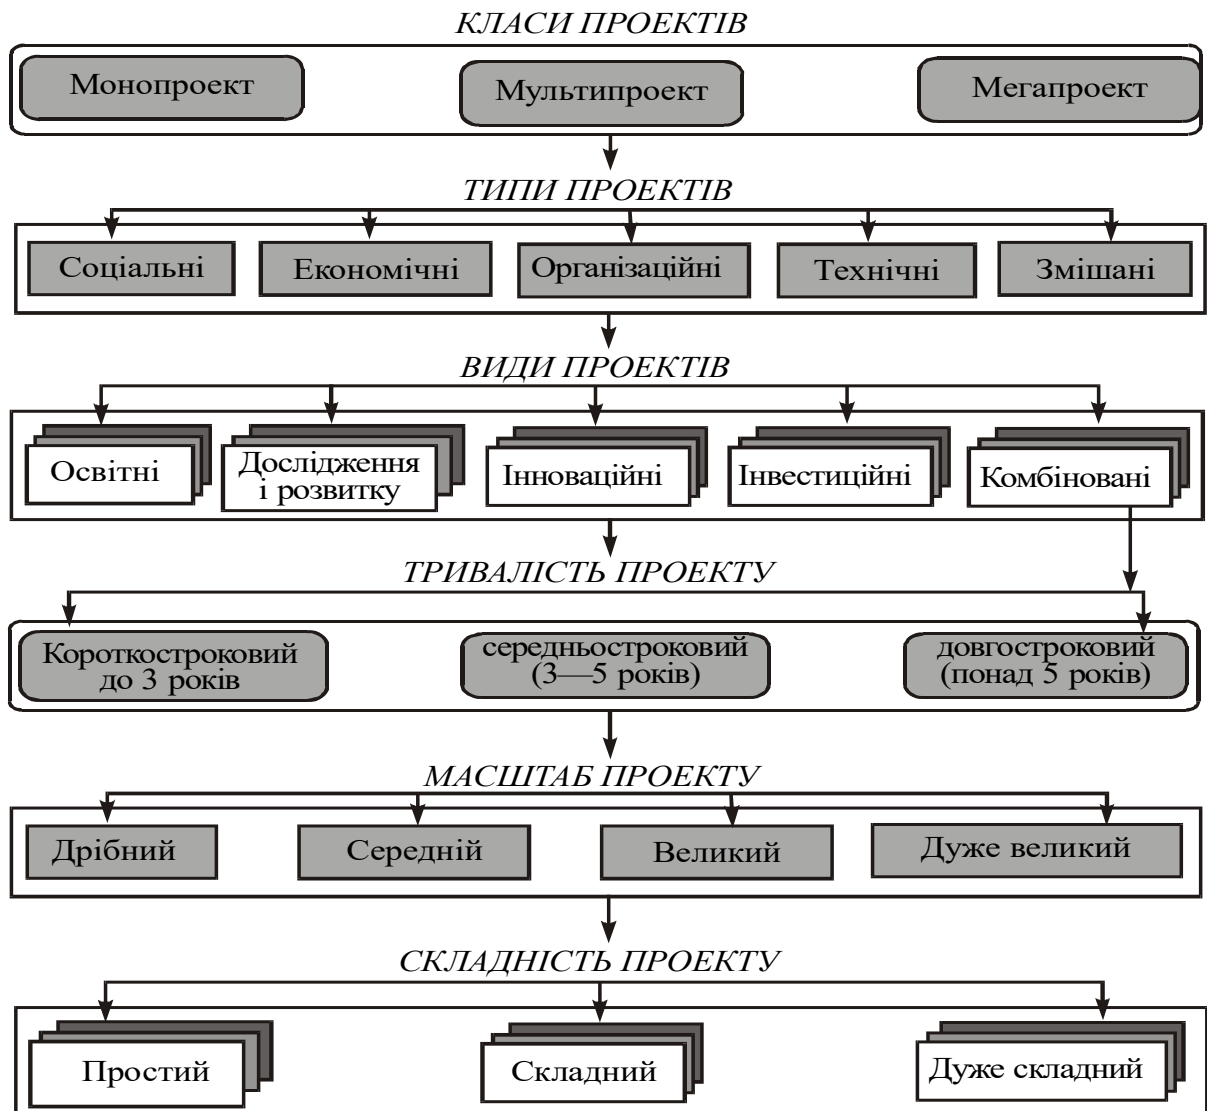 КЛАСИ ПРОЕКТІВ
Монопроект
Мультипроект
Мегапроект
ТИПИ ПРОЕКТІВ
Соціальні
Економічні
Організаційні
Технічні
Змішані
ВИДИ ПРОЕКТІВ
Освітні
Дослідження
і розвитку
Інноваційні
Інвестиційні
Комбіновані
ТРИВАЛІСТЬ ПРОЕКТУ
Короткостроковий
до 3 років
середньостроковий
(3—5 років)
довгостроковий
(понад 5 років)
МАСШТАБ ПРОЕКТУ
Дрібний
Середній
Великий
Дуже великий
СКЛАДНІСТЬ ПРОЕКТУ
Простий
Складний
Дуже складний